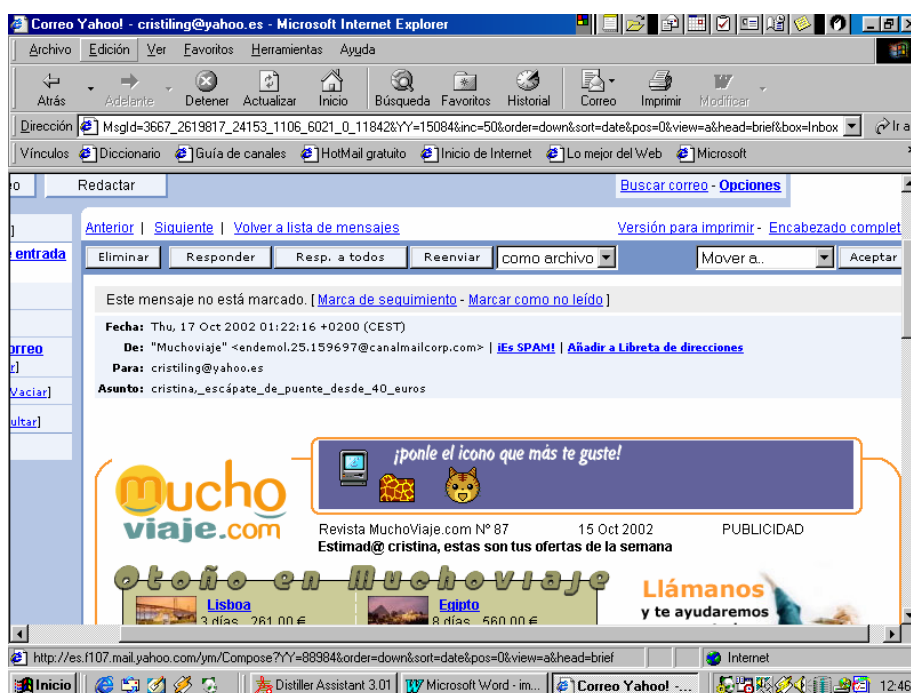 Correo Yahoo! - cristiling@yahoo.es - Microsoft Internet Explorer
Archivo Edición Ver Favoritos Herramientas Ayuda
Atrás Adelante Detener Actualizar Inicio Búsqueda Favoritos Historial Correo Imprimir Modificar
Dirección MsgId=3667_2619817_24153_1106_6021_0_11842&YY=15084&inc=50&order=down&sort=date&pos=0&view=a&head=brief&box=Inbox Ir a
Vínculos Diccionario Guía de canales HotMail gratuito Inicio de Internet Lo mejor del Web Microsoft
Redactar Buscar correo - Opciones
Anterior | Siguiente | Volver a lista de mensajes Versión para imprimir - Encabezado complet
entrada Eliminar Responder Resp. a todos Reenviar como archivo Mover a.. Aceptar
Este mensaje no está marcado. [ Marca de seguimiento - Marcar como no leído ]
Fecha: Thu, 17 Oct 2002 01:22:16 +0200 (CEST)
De: "Muchoviaje" <endemol.25.159697@canalmailcorp.com> | ¡Es SPAM! | Añadir a Libreta de direcciones
Para: cristiling@yahoo.es
Asunto: cristina,_escápate_de_puente_desde_40_euros
orreo
r]
Vaciar]
ultar]
¡ponle el icono que más te guste!
Mucho
viaje.com
Revista MuchoViaje.com Nº 87 15 Oct 2002 PUBLICIDAD
Estimad@ cristina, estas son tus ofertas de la semana
Otoño en Muchoviaje
Lisboa
3 días 261.00 €
Egipto
8 días 560.00 €
Llámanos
y te ayudaremos
http://es.f107.mail.yahoo.com/ym/Compose?YY=88984&order=down&sort=date&pos=0&view=a&head=brief Internet
Inicio Distiller Assistant 3.01 Microsoft Word - im... Correo Yahoo! -... 12:46